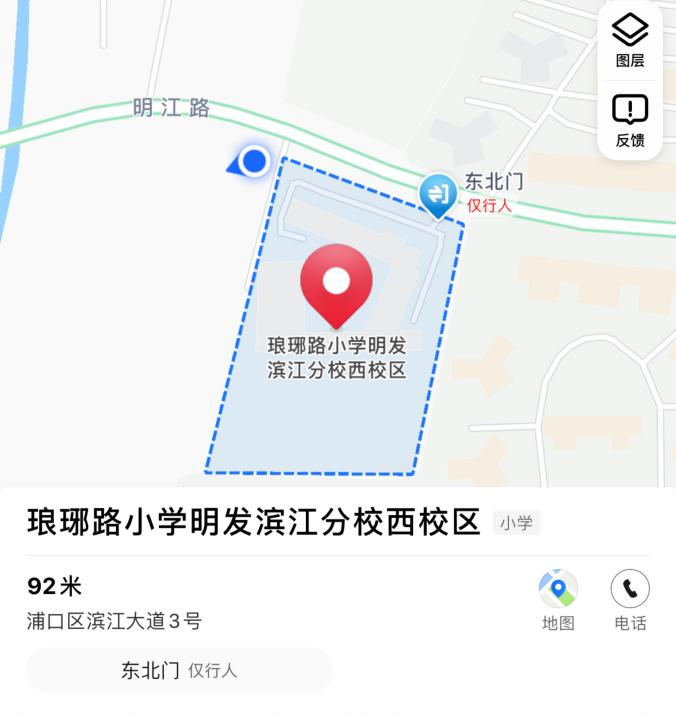 图层
反馈
明江路
东北门
仅行人
琅琊路小学明发
滨江分校西校区
琅琊路小学明发滨江分校西校区 小学
92米
浦口区滨江大道3号
地图 电话
东北门 仅行人